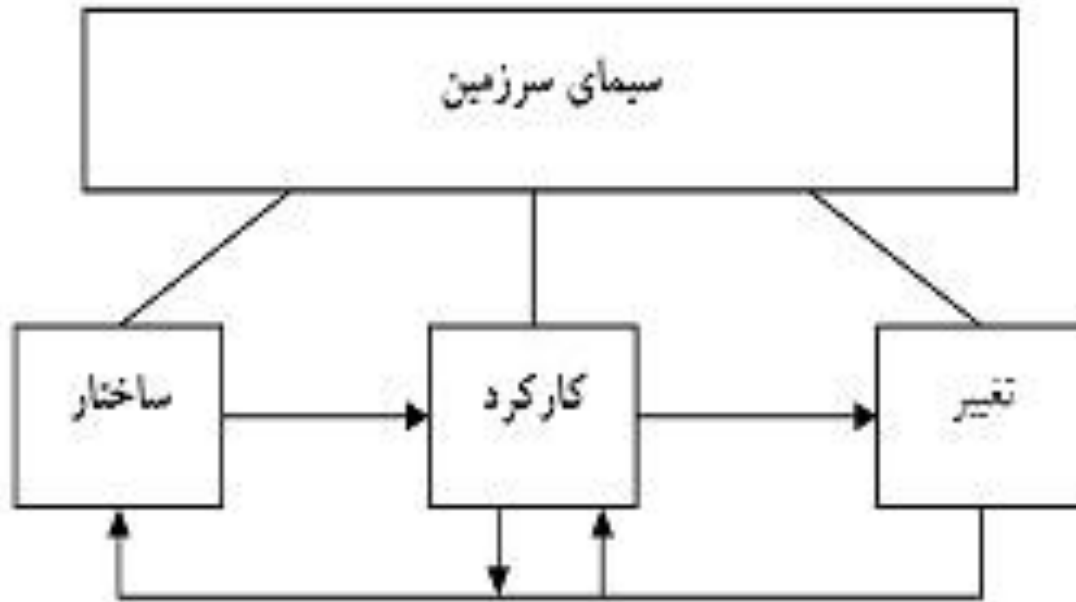 سیمای سرزمین
ساختار
کارکرد
تغییر